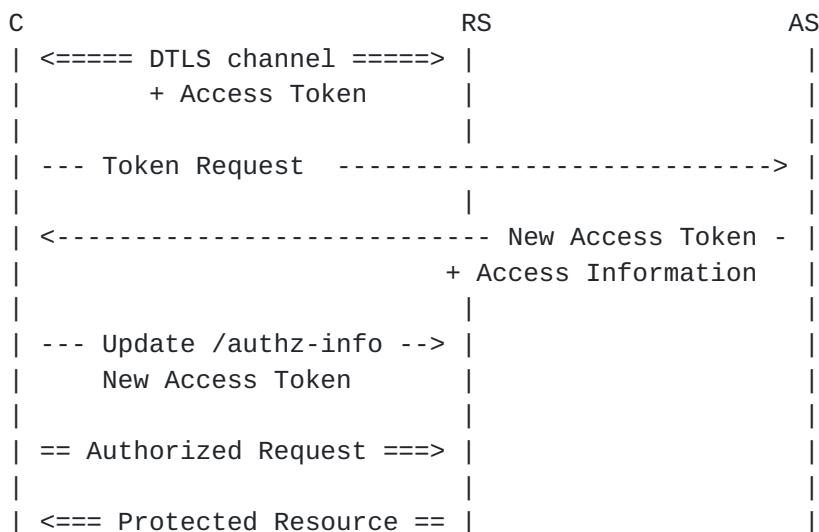 C                            RS                   AS
| <===== DTLS channel =====> |                     |
|        + Access Token      |                     |
|                            |                     |
| --- Token Request  ----------------------------> |
|                            |                     |
| <---------------------------- New Access Token - |
|                           + Access Information   |
|                            |                     |
| --- Update /authz-info --> |                     |
|     New Access Token       |                     |
|                            |                     |
| == Authorized Request ===> |                     |
|                            |                     |
| <=== Protected Resource == |                     |